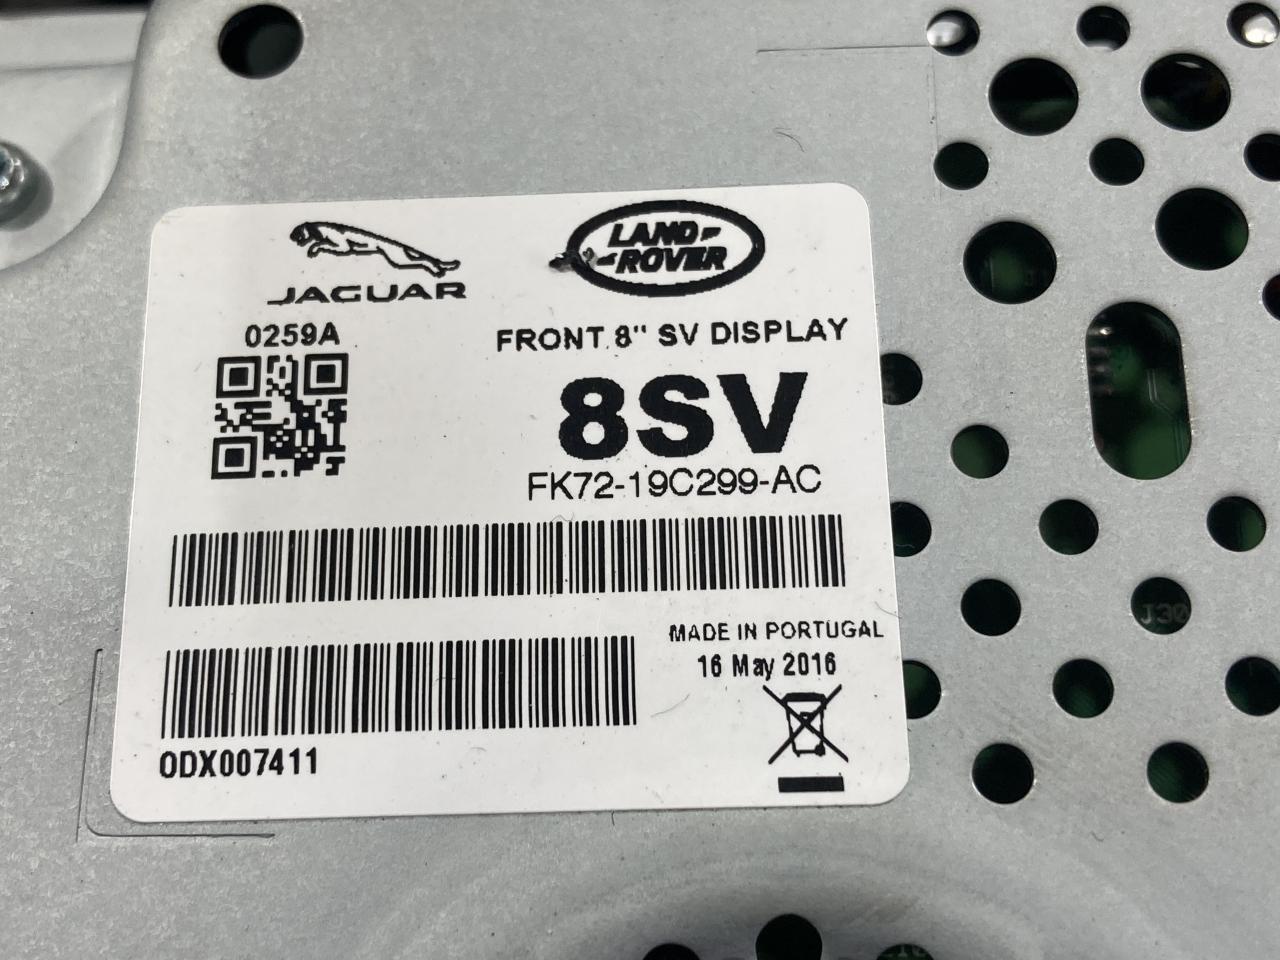 JAGUAR
LAND
ROVER
0259A
FRONT 8" SV DISPLAY
8SV
FK72-19C299-AC
MADE IN PORTUGAL
16 May 2016
0DX007411
J30